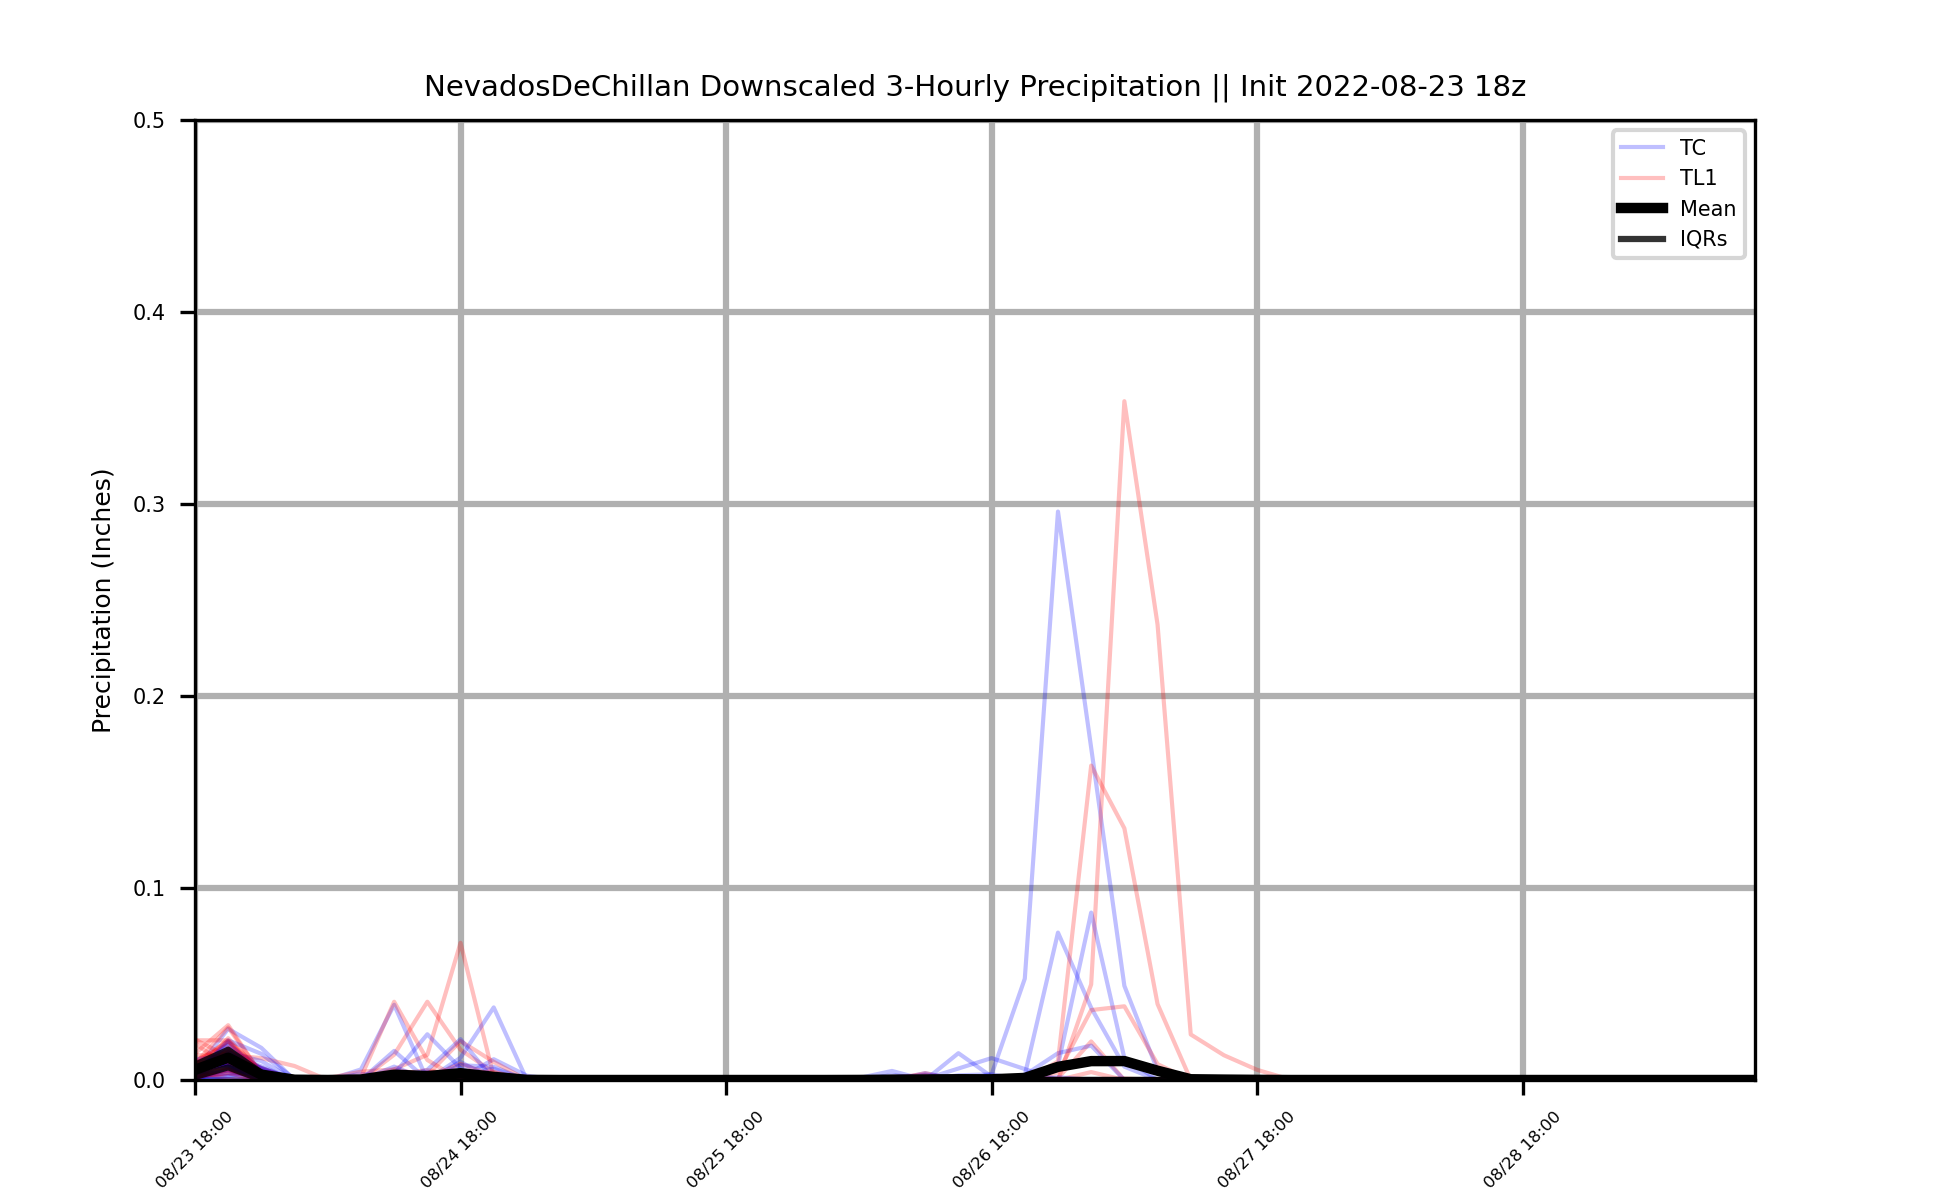 NevadosDeChillan Downscaled 3-Hourly Precipitation || Init 2022-08-23 18z
Precipitation (Inches)
0.5
0.4
0.3
0.2
0.1
0.0
TC
TL1
Mean
IQRs
08/23 18:00
08/24 18:00
08/25 18:00
08/26 18:00
08/27 18:00
08/28 18:00